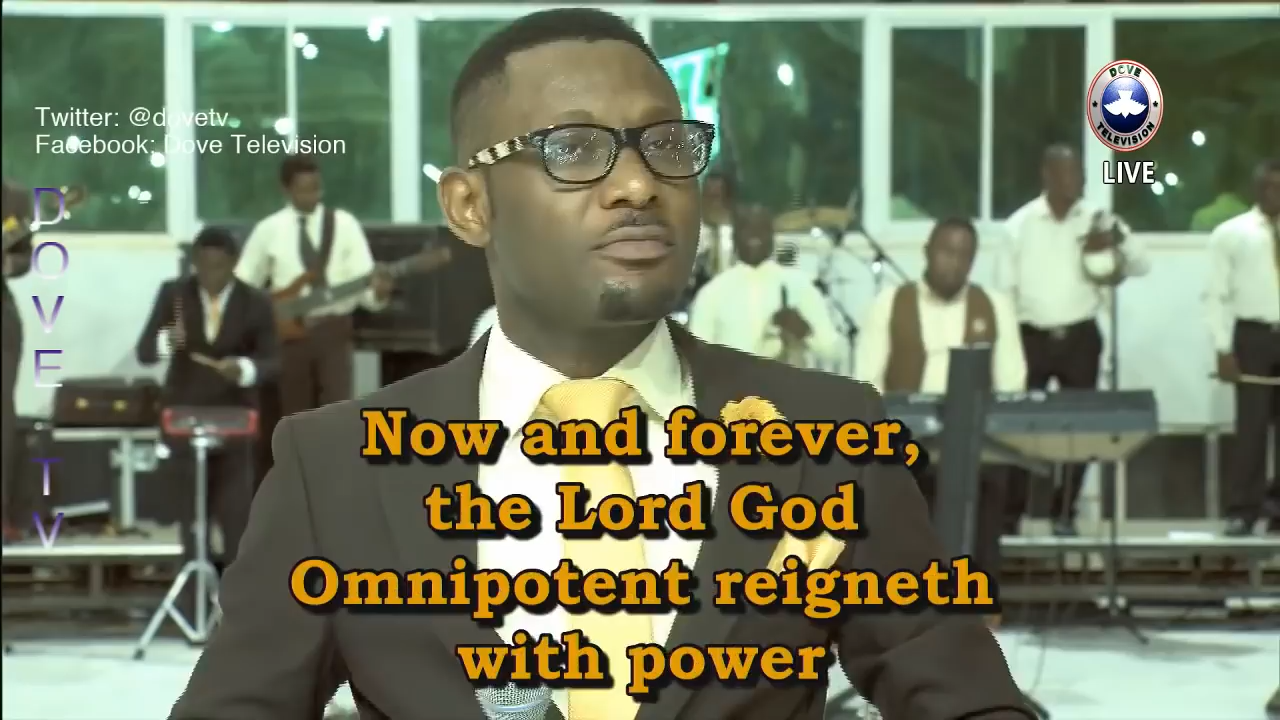 Twitter: @dovetv
Facebook: Dove Television
DOVE
TELEVISION
LIVE
DOVE TV
Now and forever,
the Lord God
Omnipotent reigneth
with power